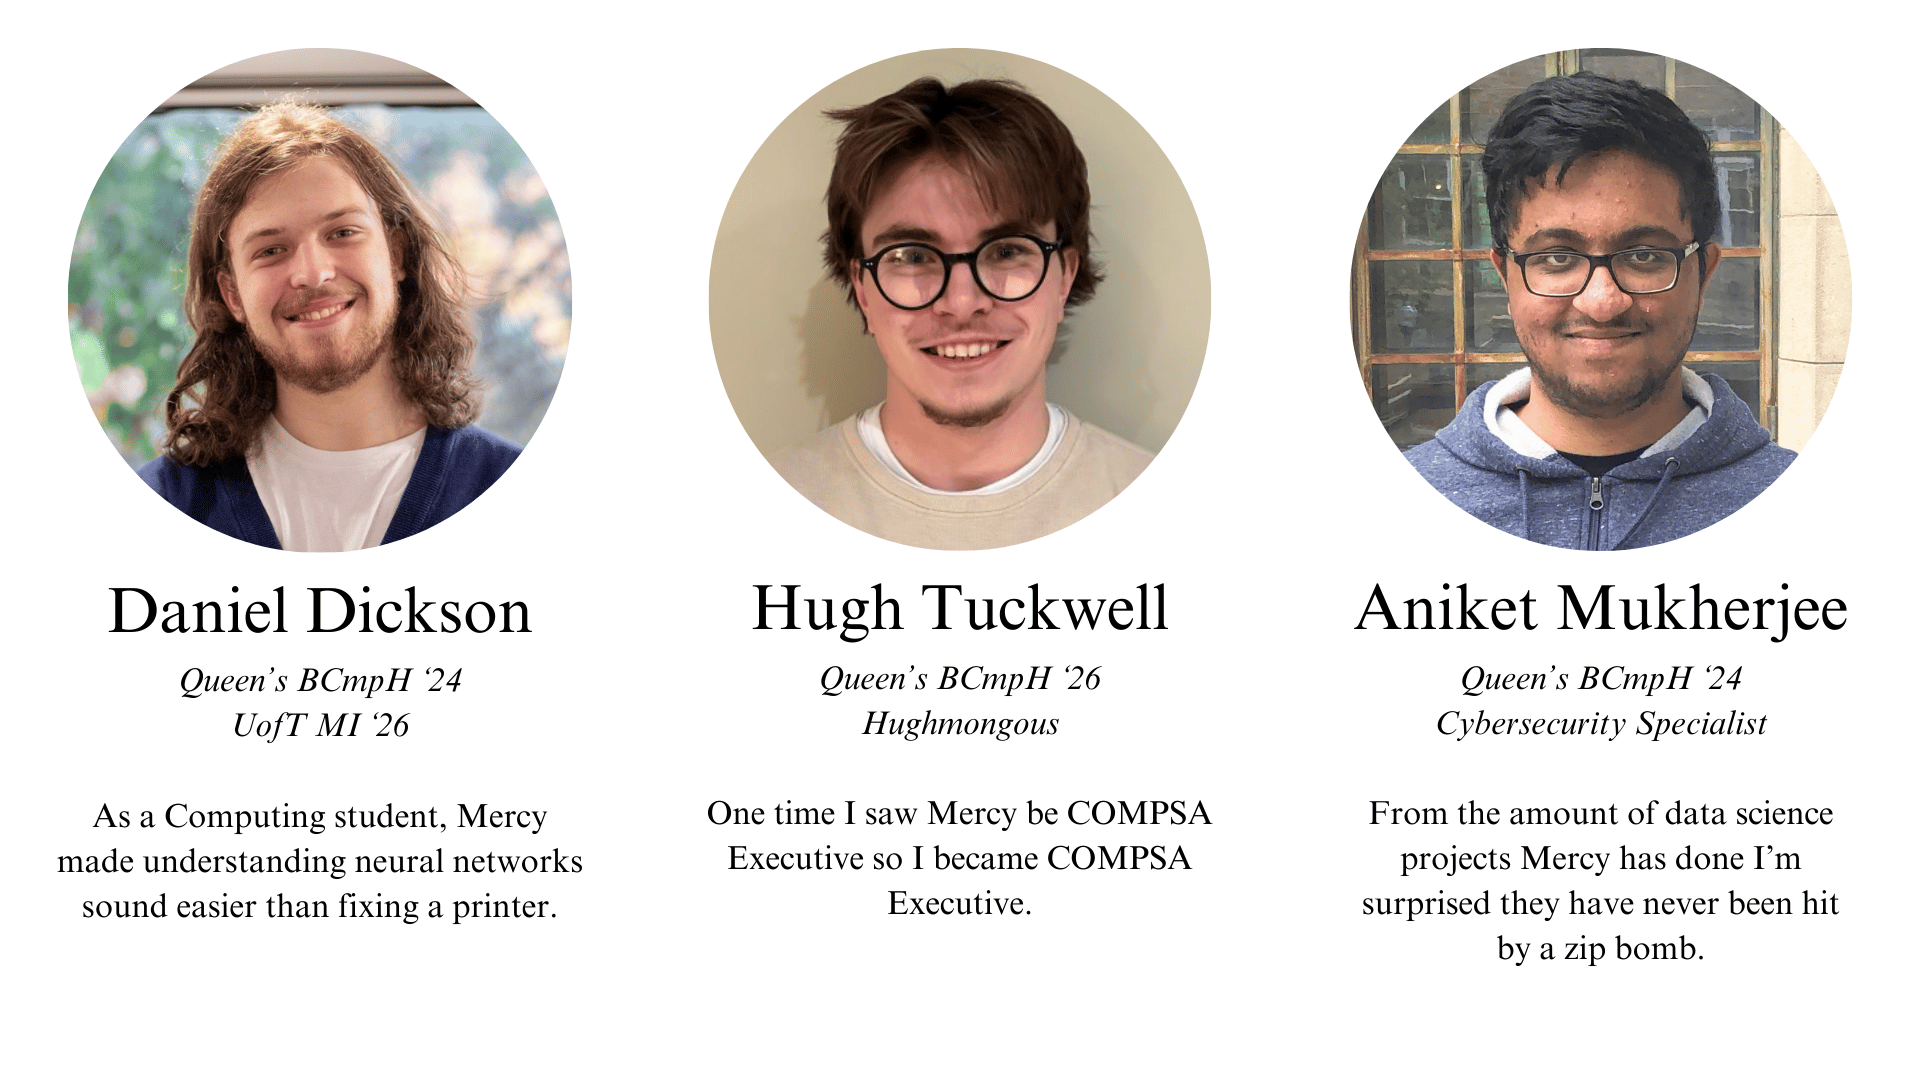 Daniel Dickson
Queen’s BCmpH ‘24
UofT MI ‘26
As a Computing student, Mercy
made understanding neural networks
sound easier than fixing a printer.
Hugh Tuckwell
Queen’s BCmpH ‘26
Hughmongous
One time I saw Mercy be COMPSA
Executive so I became COMPSA
Executive.
Aniket Mukherjee
Queen’s BCmpH ‘24
Cybersecurity Specialist
From the amount of data science
projects Mercy has done I’m
surprised they have never been hit
by a zip bomb.